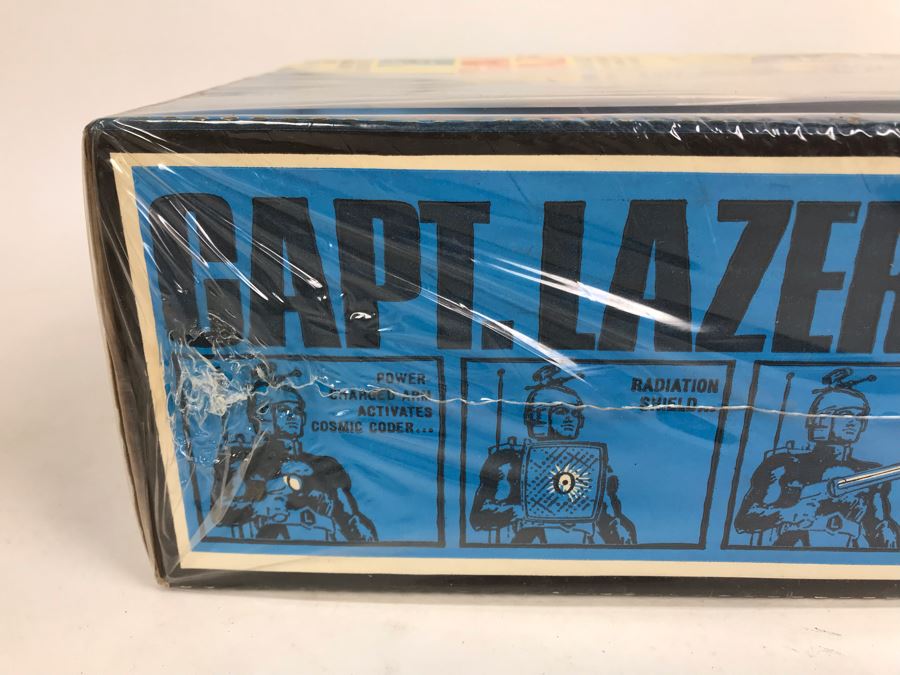 CAPT. LAZER
POWER
CHARGED ARM
ACTIVATES
COSMIC CODER...
RADIATION
SHIELD...